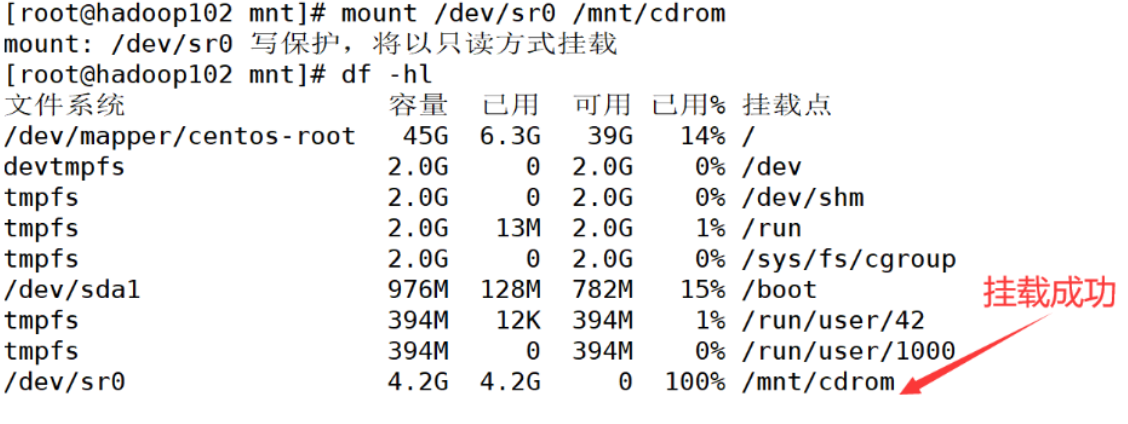 [root@hadoop102 mnt]# mount /dev/sr0 /mnt/cdrom
mount: /dev/sr0 写保护，将以只读方式挂载
[root@hadoop102 mnt]# df -hl
文件系统 容量 已用 可用 已用% 挂载点
/dev/mapper/centos-root 45G 6.3G 39G 14% /
devtmpfs 2.0G 0 2.0G 0% /dev
tmpfs 2.0G 0 2.0G 0% /dev/shm
tmpfs 2.0G 13M 2.0G 1% /run
tmpfs 2.0G 0 2.0G 0% /sys/fs/cgroup
/dev/sda1 976M 128M 782M 15% /boot
挂载成功
tmpfs 394M 12K 394M 1% /run/user/42
tmpfs 394M 0 394M 0% /run/user/1000
/dev/sr0 4.2G 4.2G 0 100% /mnt/cdrom